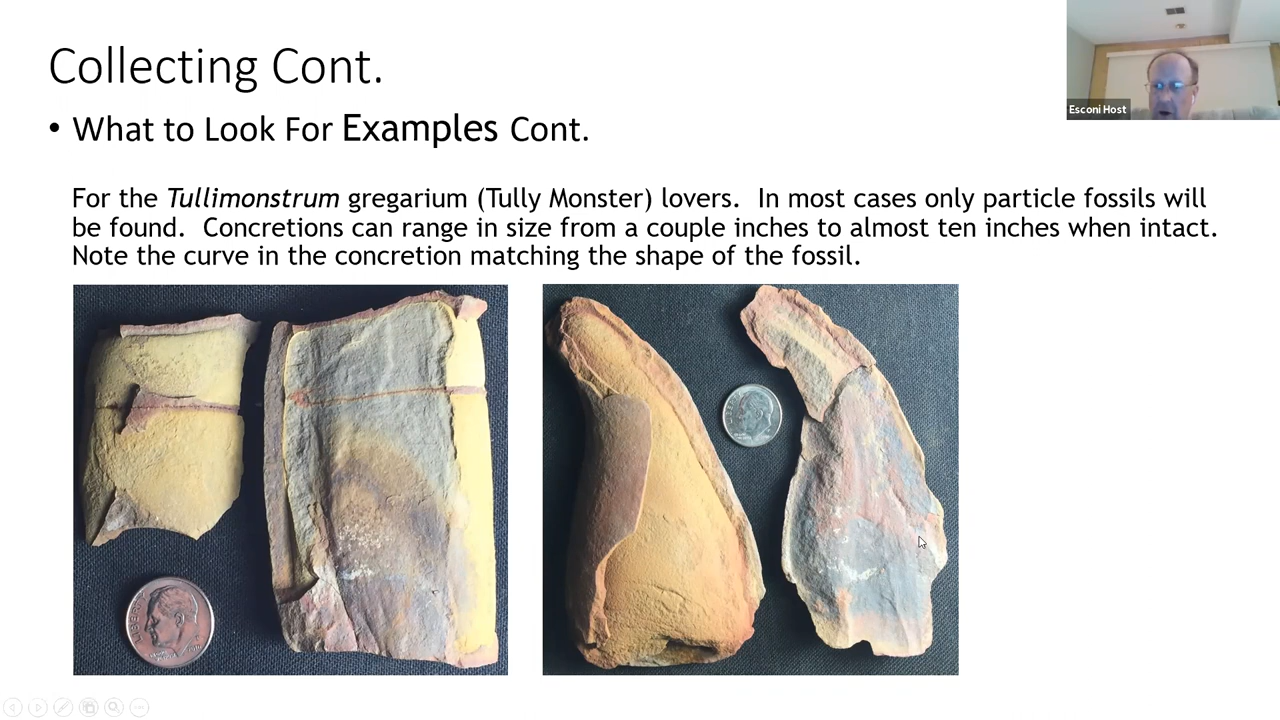 Collecting Cont.
Esconi Host
• What to Look For Examples Cont.
For the Tullimonstrum gregarium (Tully Monster) lovers.  In most cases only particle fossils will
be found.  Concretions can range in size from a couple inches to almost ten inches when intact.
Note the curve in the concretion matching the shape of the fossil.